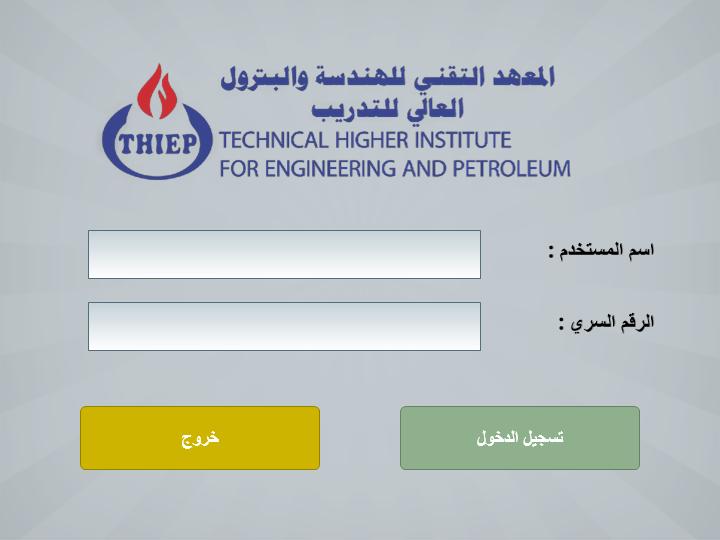 المعهد التقني للهندسة والبترول
العالي للتدريب
THIEP
TECHNICAL HIGHER INSTITUTE
FOR ENGINEERING AND PETROLEUM
اسم المستخدم :
الرقم السري :
تسجيل الدخول
خروج